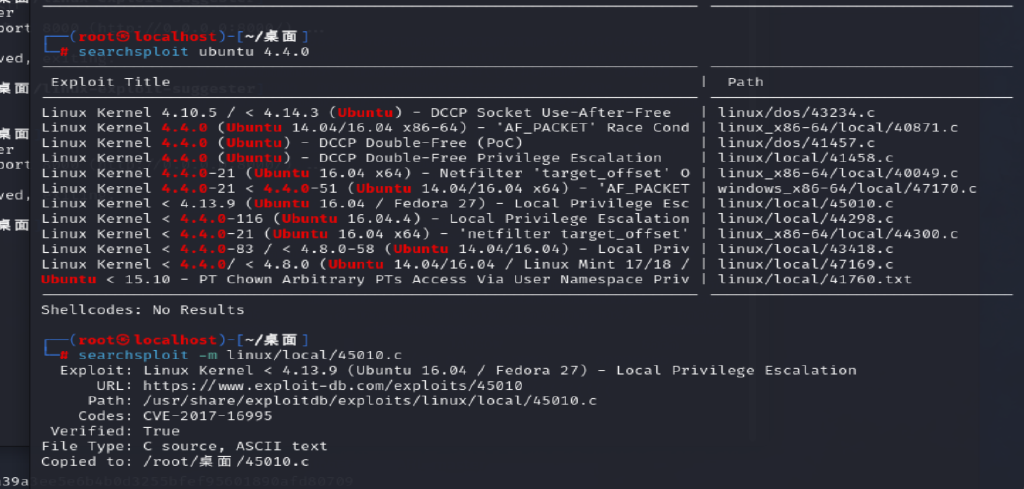 ┌──(root㉿localhost)-[~/桌面]
└─# searchsploit ubuntu 4.4.0
Exploit Title | Path
Linux Kernel 4.10.5 / < 4.14.3 (Ubuntu) - DCCP Socket Use-After-Free | linux/dos/43234.c
Linux Kernel 4.4.0 (Ubuntu 14.04/16.04 x86-64) - 'AF_PACKET' Race Cond | linux_x86-64/local/40871.c
Linux Kernel 4.4.0 (Ubuntu) - DCCP Double-Free (PoC) | linux/dos/41457.c
Linux Kernel 4.4.0 (Ubuntu) - DCCP Double-Free Privilege Escalation | linux/local/41458.c
Linux Kernel 4.4.0-21 (Ubuntu 16.04 x64) - Netfilter 'target_offset' O | linux_x86-64/local/40049.c
Linux Kernel 4.4.0-21 < 4.4.0-51 (Ubuntu 14.04/16.04 x64) - 'AF_PACKET | windows_x86-64/local/47170.c
Linux Kernel < 4.13.9 (Ubuntu 16.04 / Fedora 27) - Local Privilege Esc | linux/local/45010.c
Linux Kernel < 4.4.0-116 (Ubuntu 16.04.4) - Local Privilege Escalation | linux/local/44298.c
Linux Kernel < 4.4.0-21 (Ubuntu 16.04 x64) - 'netfilter target_offset' | linux_x86-64/local/44300.c
Linux Kernel < 4.4.0-83 / < 4.8.0-58 (Ubuntu 14.04/16.04) - Local Priv | linux/local/43418.c
Linux Kernel < 4.4.0/ < 4.8.0 (Ubuntu 14.04/16.04 / Linux Mint 17/18 / | linux/local/47169.c
Ubuntu < 15.10 - PT Chown Arbitrary PTs Access Via User Namespace Priv | linux/local/41760.txt
Shellcodes: No Results
┌──(root㉿localhost)-[~/桌面]
└─# searchsploit -m linux/local/45010.c
Exploit: Linux Kernel < 4.13.9 (Ubuntu 16.04 / Fedora 27) - Local Privilege Escalation
URL: https://www.exploit-db.com/exploits/45010
Path: /usr/share/exploitdb/exploits/linux/local/45010.c
Codes: CVE-2017-16995
Verified: True
File Type: C source, ASCII text
Copied to: /root/桌面/45010.c